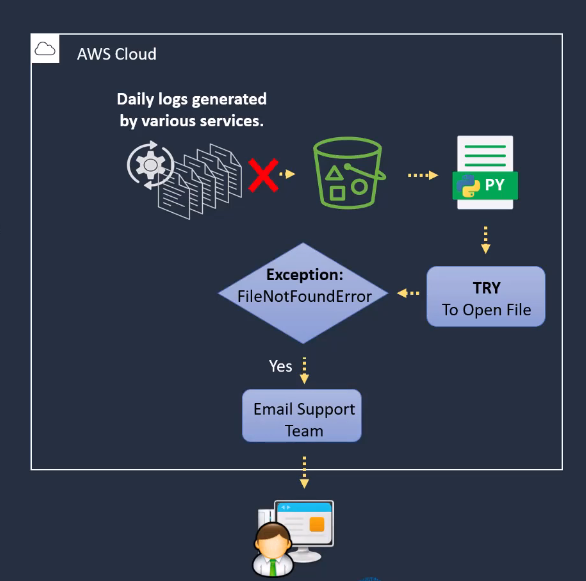 AWS Cloud
Daily logs generated
by various services.
PY
TRY
To Open File
Exception:
FileNotFoundError
Yes
Email Support
Team